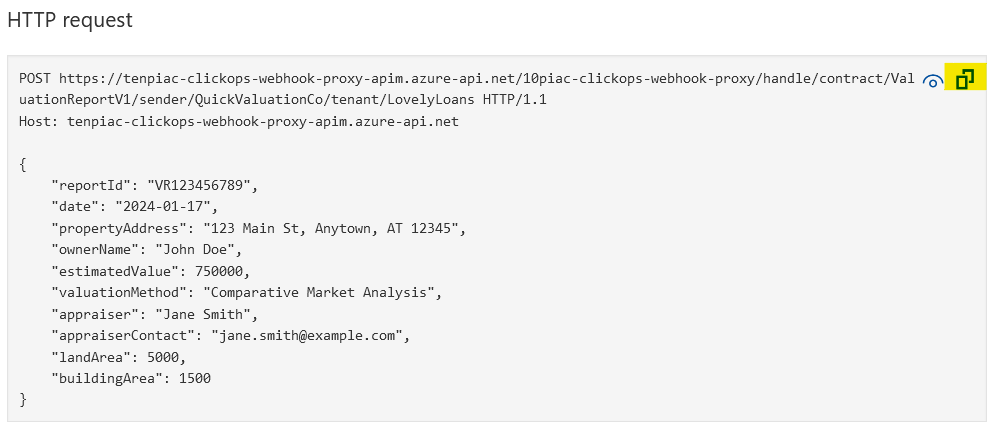 HTTP request
POST https://tenpiac-clickops-webhook-proxy-apim.azure-api.net/10piac-clickops-webhook-proxy/handle/contract/Val
uationReportV1/sender/QuickValuationCo/tenant/LovelyLoans HTTP/1.1
Host: tenpiac-clickops-webhook-proxy-apim.azure-api.net

{
    "reportId": "VR123456789",
    "date": "2024-01-17",
    "propertyAddress": "123 Main St, Anytown, AT 12345",
    "ownerName": "John Doe",
    "estimatedValue": 750000,
    "valuationMethod": "Comparative Market Analysis",
    "appraiser": "Jane Smith",
    "appraiserContact": "jane.smith@example.com",
    "landArea": 5000,
    "buildingArea": 1500
}